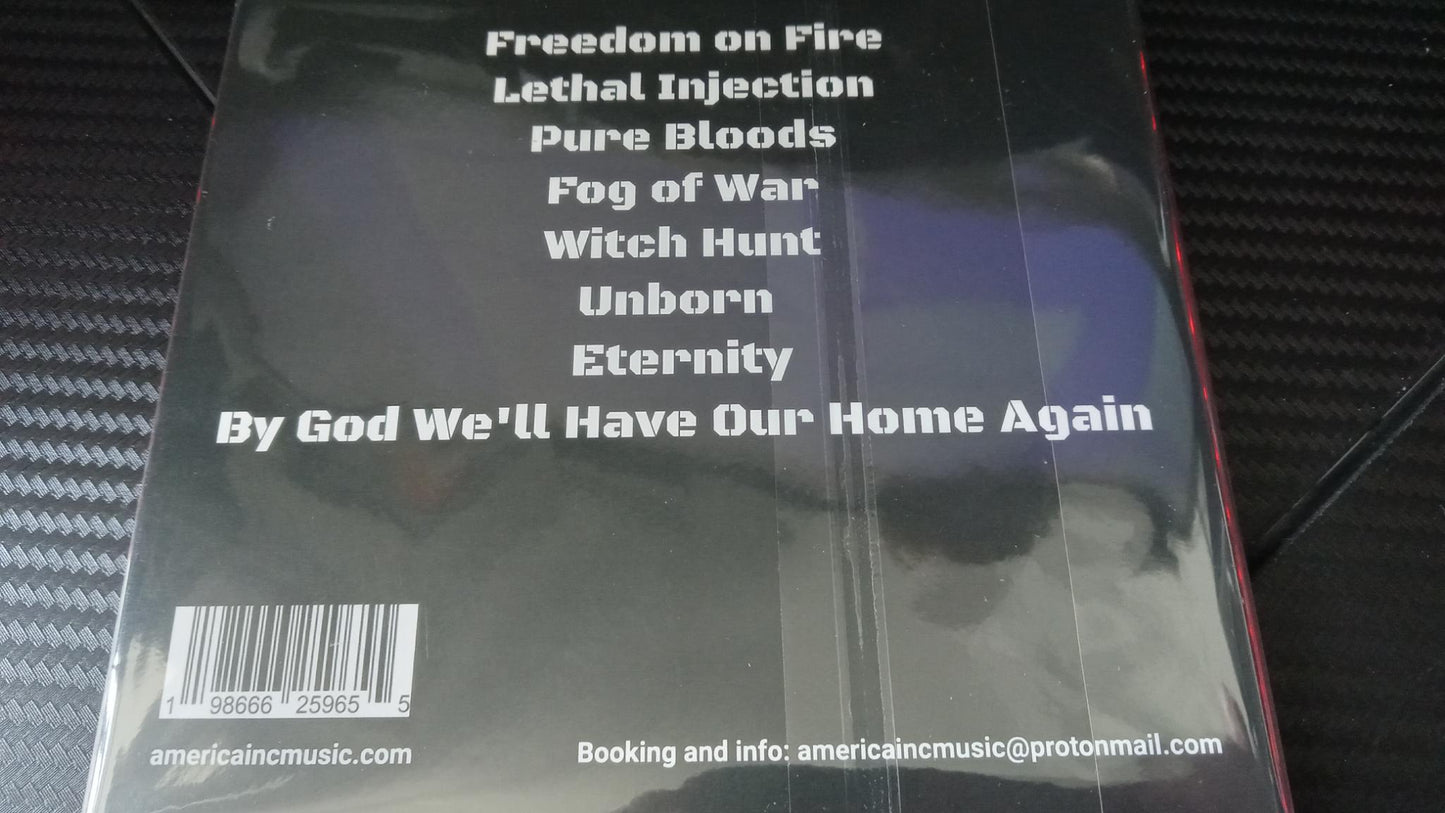 Freedom on Fire
Lethal Injection
Pure Bloods
Fog of War
Witch Hunt
Unborn
Eternity
By God We'll Have Our Home Again
1 98666 25965 5
americaincmusic.com
Booking and info: americaincmusic@protonmail.com